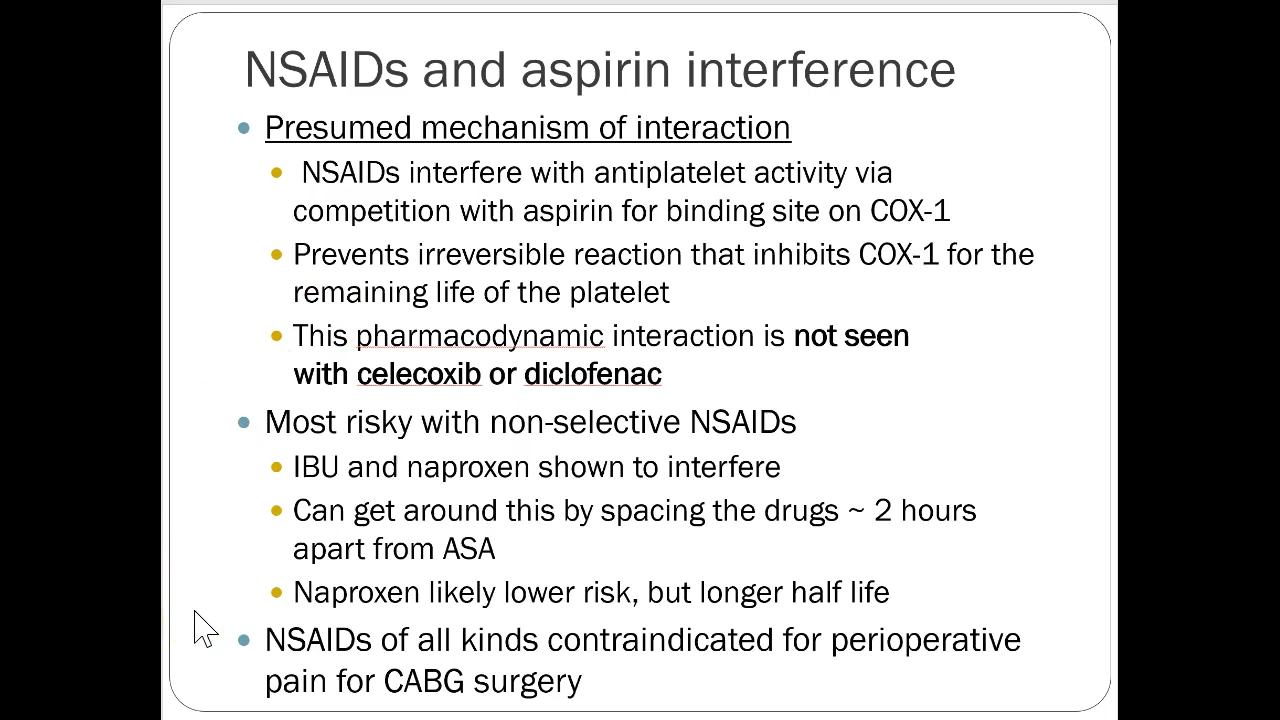 NSAIDs and aspirin interference
Presumed mechanism of interaction
NSAIDs interfere with antiplatelet activity via
competition with aspirin for binding site on COX-1
Prevents irreversible reaction that inhibits COX-1 for the
remaining life of the platelet
This pharmacodynamic interaction is not seen
with celecoxib or diclofenac
Most risky with non-selective NSAIDs
IBU and naproxen shown to interfere
Can get around this by spacing the drugs ~ 2 hours
apart from ASA
Naproxen likely lower risk, but longer half life
NSAIDs of all kinds contraindicated for perioperative
pain for CABG surgery